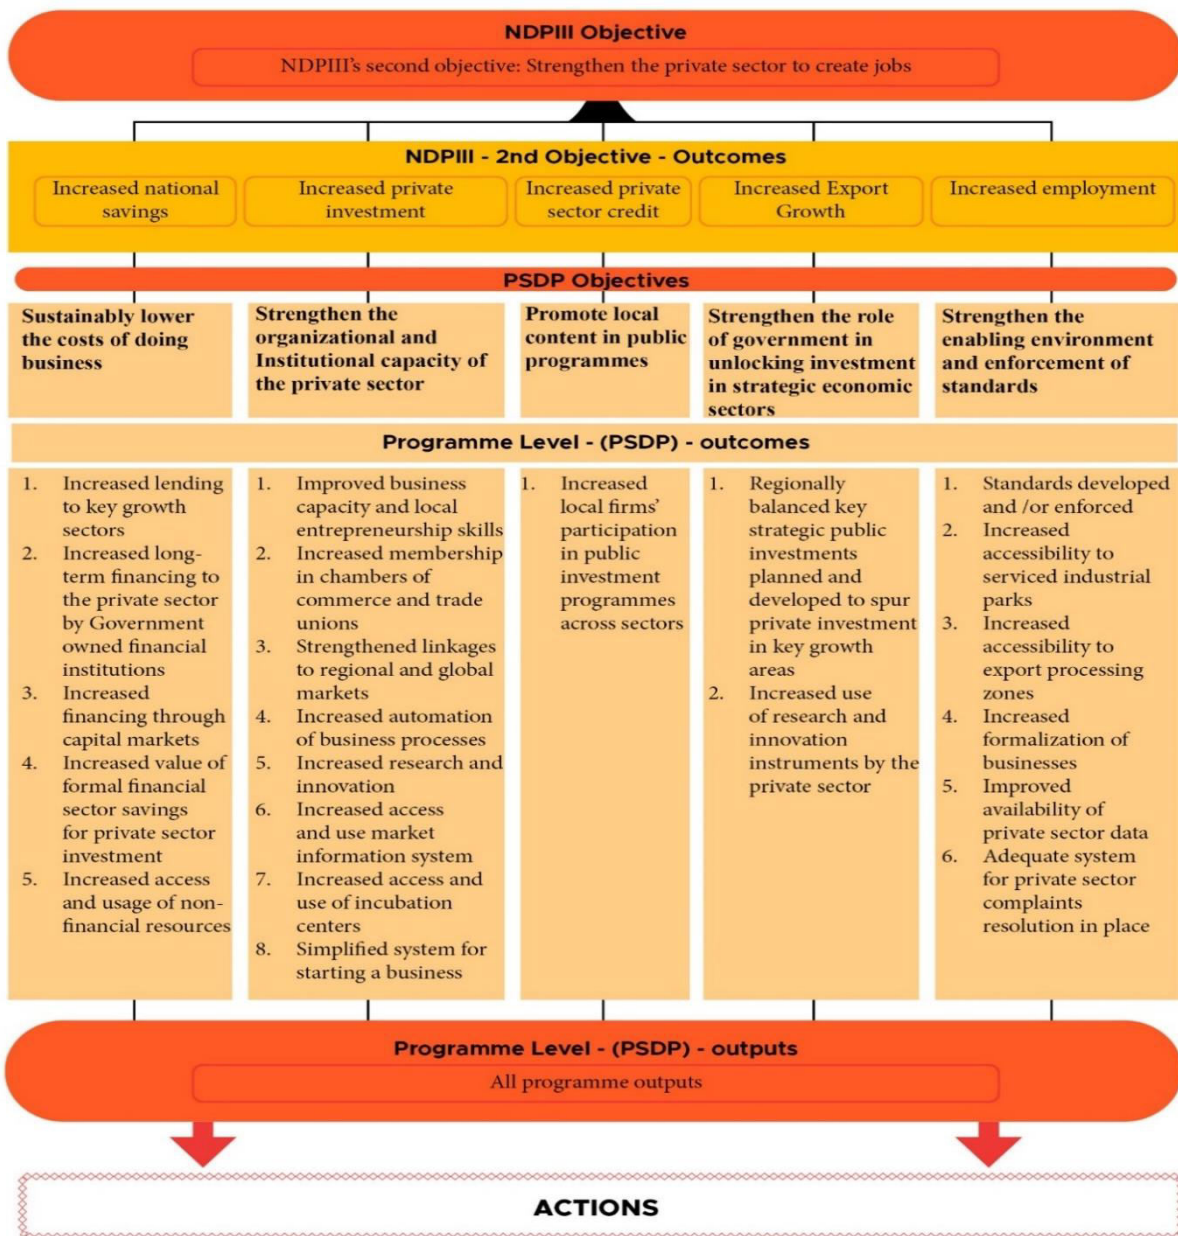 NDPIII Objective
NDPIII's second objective: Strengthen the private sector to create jobs
NDPIII - 2nd Objective - Outcomes
Increased national
savings
Increased private
investment
Increased private
sector credit
Increased Export
Growth
Increased employment
PSDP Objectives
Sustainably lower
the costs of doing
business
Strengthen the
organizational and
Institutional capacity of
the private sector
Promote local
content in public
programmes
Strengthen the role
of government in
unlocking investment
in strategic economic
sectors
Strengthen the
enabling environment
and enforcement of
standards
Programme Level - (PSDP) - outcomes
1. Increased lending
to key growth
sectors
2. Increased long-
term financing to
the private sector
by Government
owned financial
institutions
3. Increased
financing through
capital markets
4. Increased value of
formal financial
sector savings
for private sector
investment
5. Increased access
and usage of non-
financial resources
1. Improved business
capacity and local
entrepreneurship skills
2. Increased membership
in chambers of
commerce and trade
unions
3. Strengthened linkages
to regional and global
markets
4. Increased automation
of business processes
5. Increased research and
innovation
6. Increased access
and use market
information system
7. Increased access and
use of incubation
centers
8. Simplified system for
starting a business
1. Increased
local firms'
participation
in public
investment
programmes
across sectors
1. Regionally
balanced key
strategic public
investments
planned and
developed to spur
private investment
in key growth
areas
2. Increased use
of research and
innovation
instruments by the
private sector
1. Standards developed
and /or enforced
2. Increased
accessibility to
serviced industrial
parks
3. Increased
accessibility to
export processing
zones
4. Increased
formalization of
businesses
5. Improved
availability of
private sector data
6. Adequate system
for private sector
complaints
resolution in place
Programme Level - (PSDP) - outputs
All programme outputs
ACTIONS